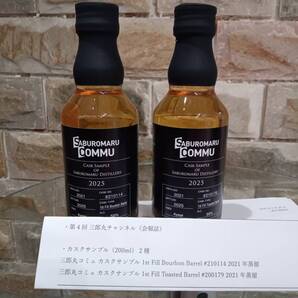 SABUROMARU
COMMU
CASK SAMPLE
OF
SABUROMARU DISTILLERY
2025
SABUROMARU
COMMU
CASK SAMPLE
OF
SABUROMARU DISTILLERY
2025
・第4回 三郎丸チャンネル（会報誌）
・カスクサンプル（200ml）2種
三郎丸コミュ カスクサンプル 1st Fill Bourbon Barrel #210114 2021 年蒸留
三郎丸コミュ カスクサンプル 1st Fill Toasted Barrel #200179 2021 年蒸留